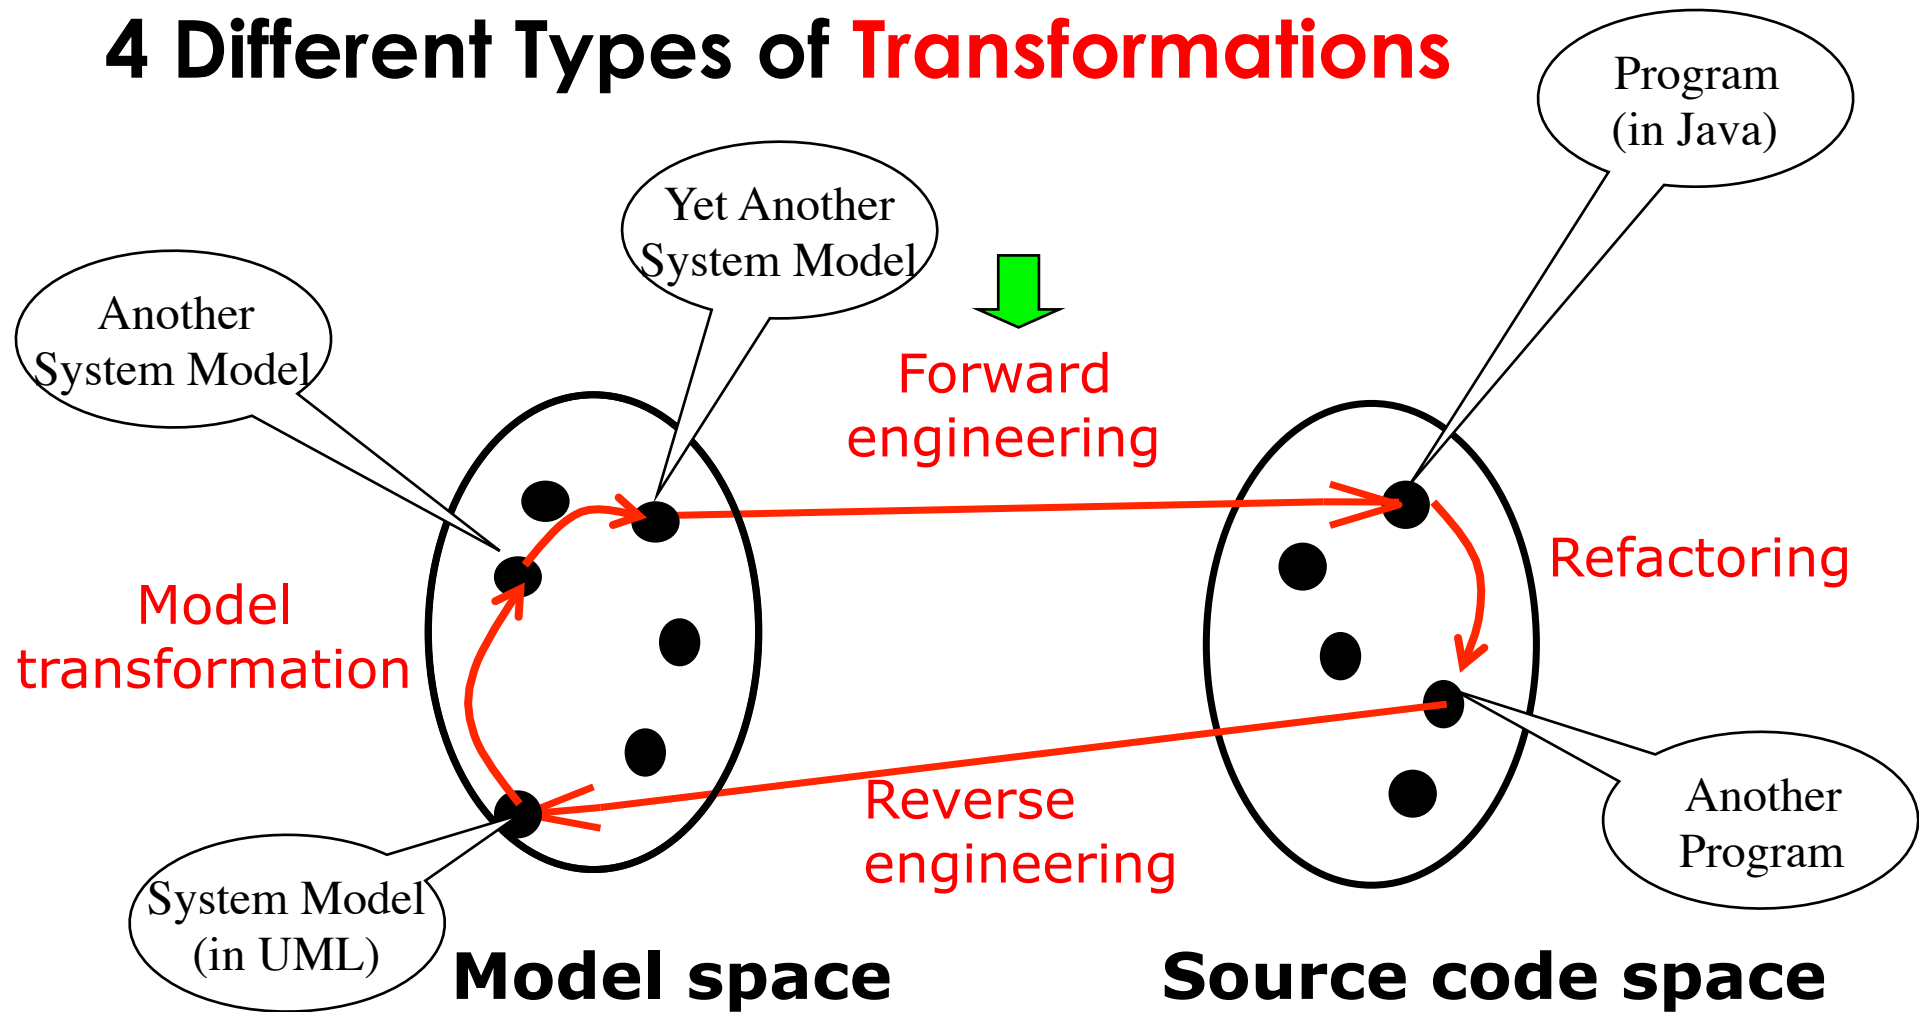 4 Different Types of Transformations
Program
(in Java)
Yet Another
System Model
Another
System Model
Forward
engineering
Refactoring
Model
transformation
Reverse
engineering
Another
Program
System Model
(in UML)
Model space
Source code space